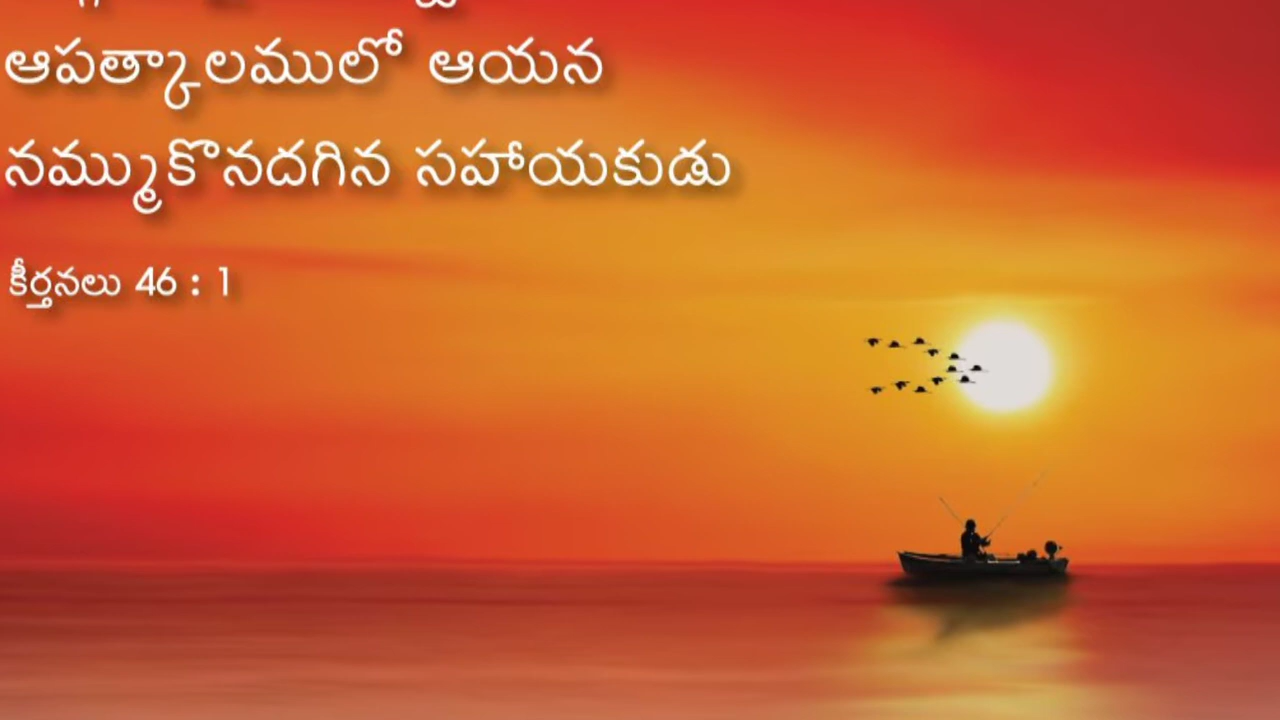 ఆపత్కాలములో ఆయన
నమ్ముకొనదగిన సహాయకుడు
కీర్తనలు 46 : 1